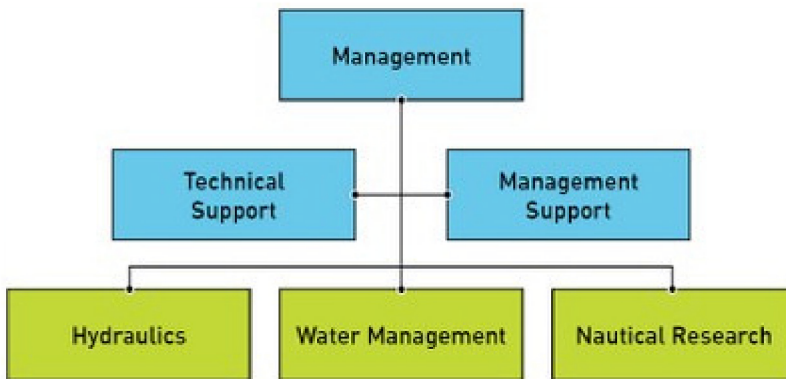 Management
Technical
Support
Management
Support
Hydraulics
Water Management
Nautical Research